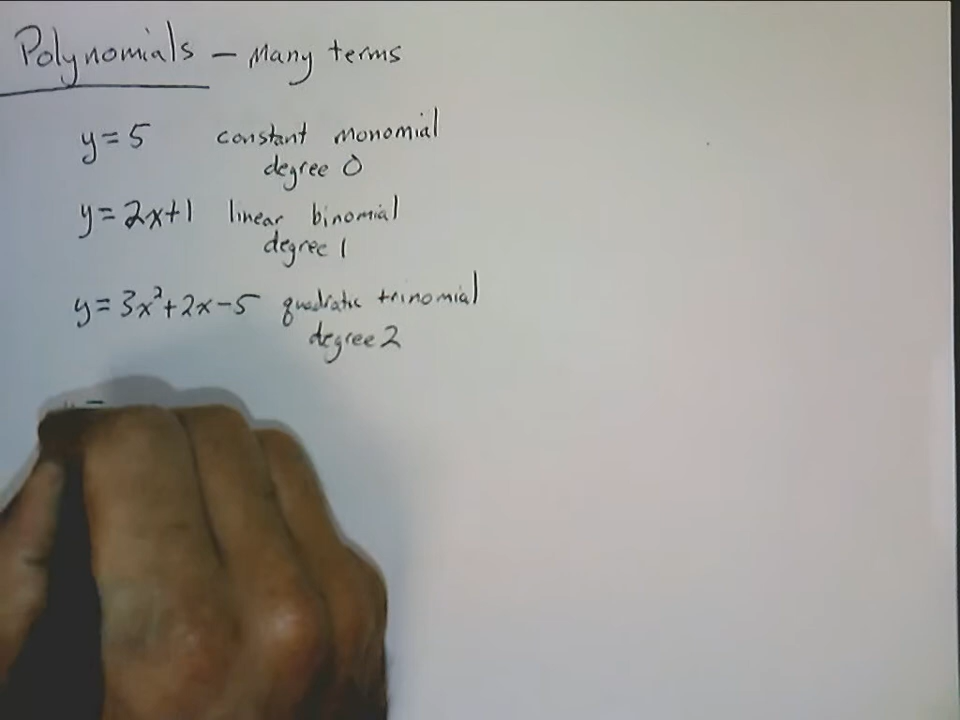 Polynomials – Many terms
y = 5 constant monomial
degree 0
y = 2x+1 linear binomial
degree 1
y = 3x²+2x-5 quadratic trinomial
degree 2